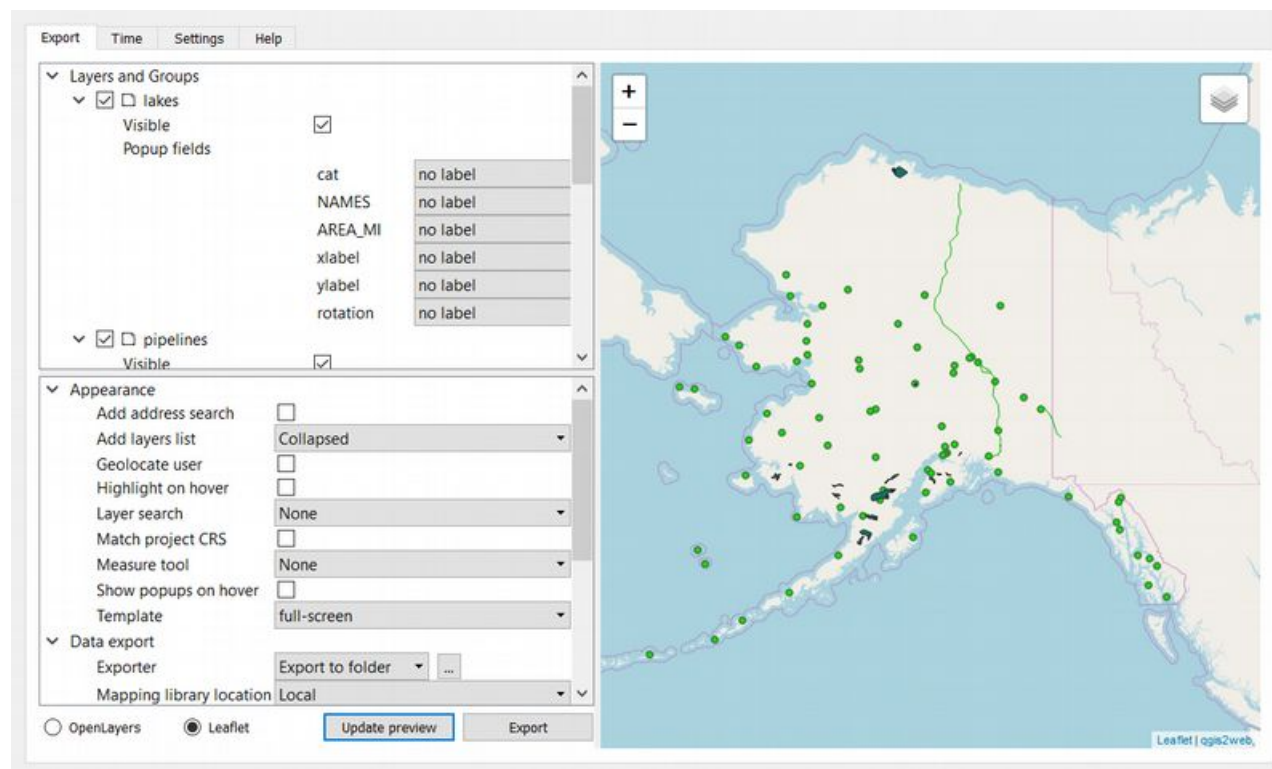 Export Time Settings Help
Layers and Groups
lakes
Visible
Popup fields
cat no label
NAMES no label
AREA_MI no label
xlabel no label
ylabel no label
rotation no label
pipelines
Visible
Appearance
Add address search
Add layers list Collapsed
Geolocate user
Highlight on hover
Layer search None
Match project CRS
Measure tool None
Show popups on hover
Template full-screen
Data export
Exporter Export to folder ...
Mapping library location Local
OpenLayers Leaflet Update preview Export
+
−
Leaflet | qgis2web,